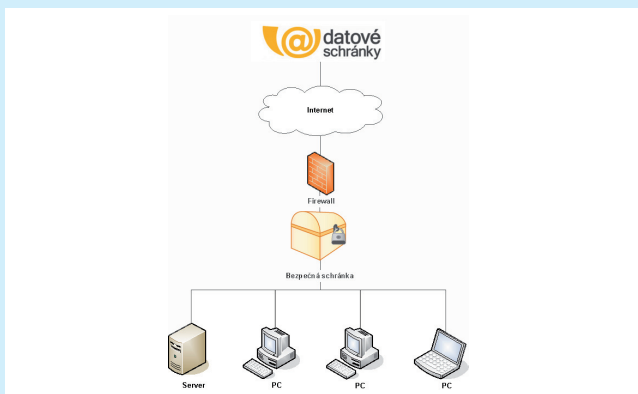 @ datové
schránky
Internet
Firewall
Bezpečná schránka
Server
PC
PC
PC